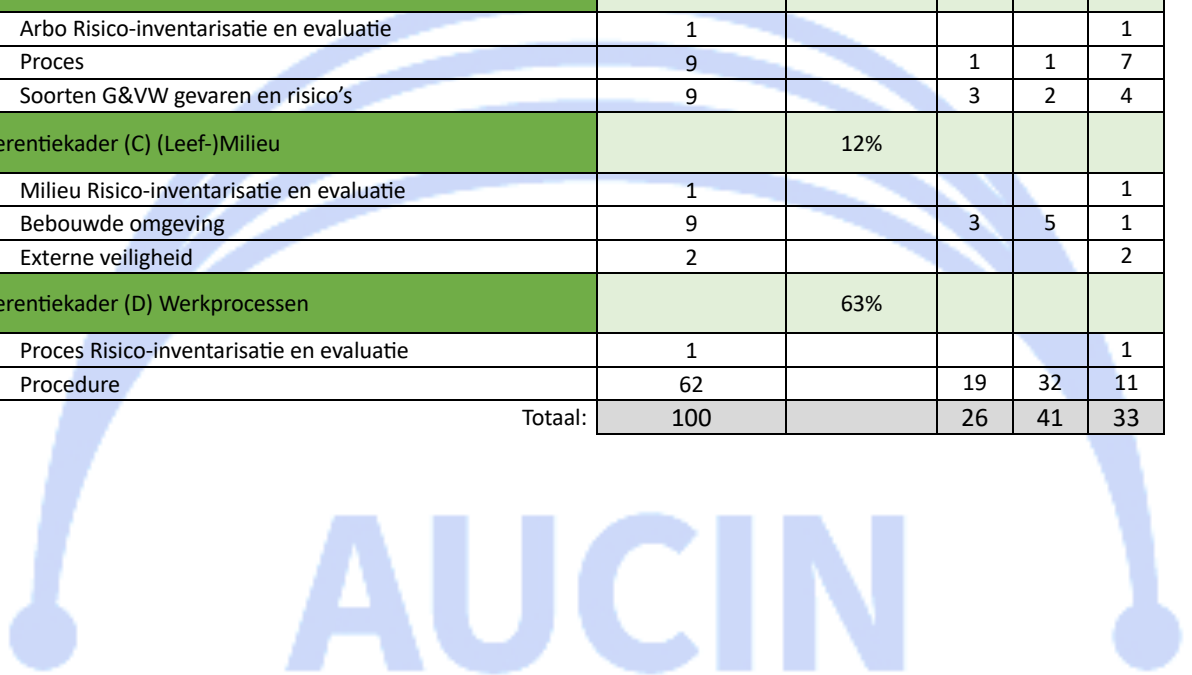 Arbo Risico-inventarisatie en evaluatie 1 1
Proces 9 1 1 7
Soorten G&VW gevaren en risico’s 9 3 2 4
erentiekader (C) (Leef-)Milieu 12%
Milieu Risico-inventarisatie en evaluatie 1 1
Bebouwde omgeving 9 3 5 1
Externe veiligheid 2 2
erentiekader (D) Werkprocessen 63%
Proces Risico-inventarisatie en evaluatie 1 1
Procedure 62 19 32 11
Totaal: 100 26 41 33
AUCIN